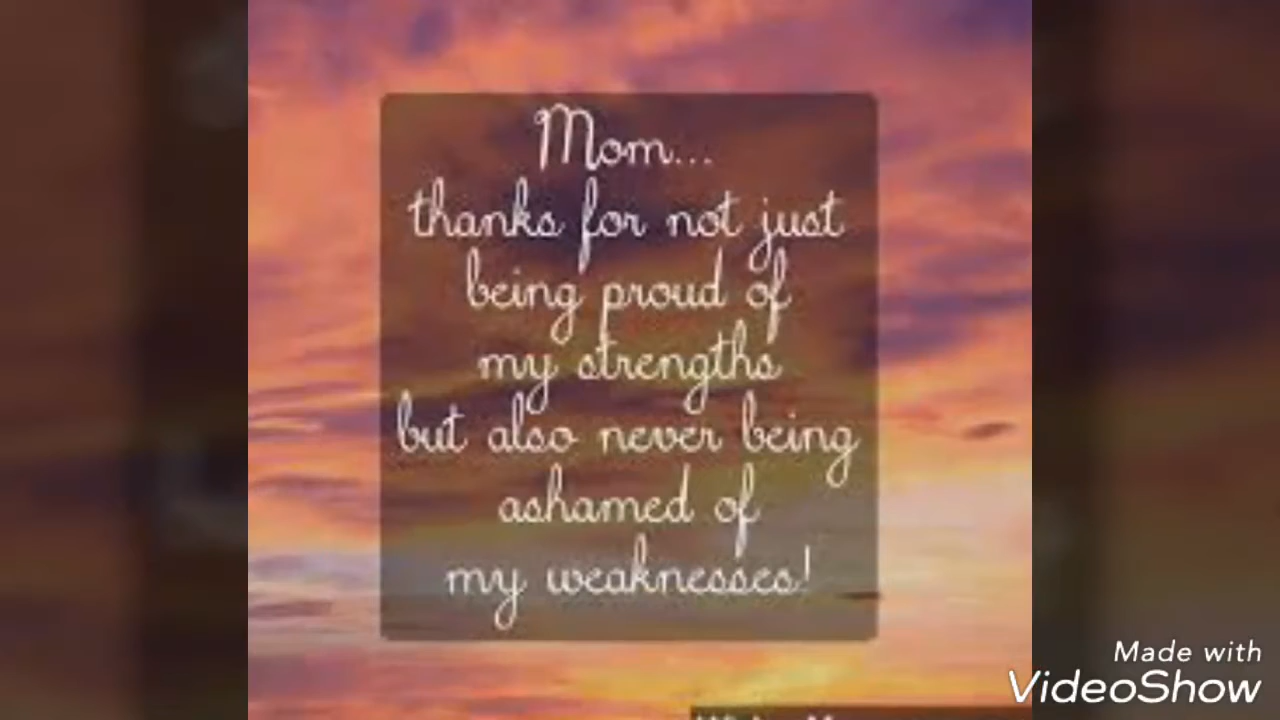 Mom...
thanks for not just
being proud of
my strengths
but also never being
ashamed of
my weaknesses!
Made with
VideoShow